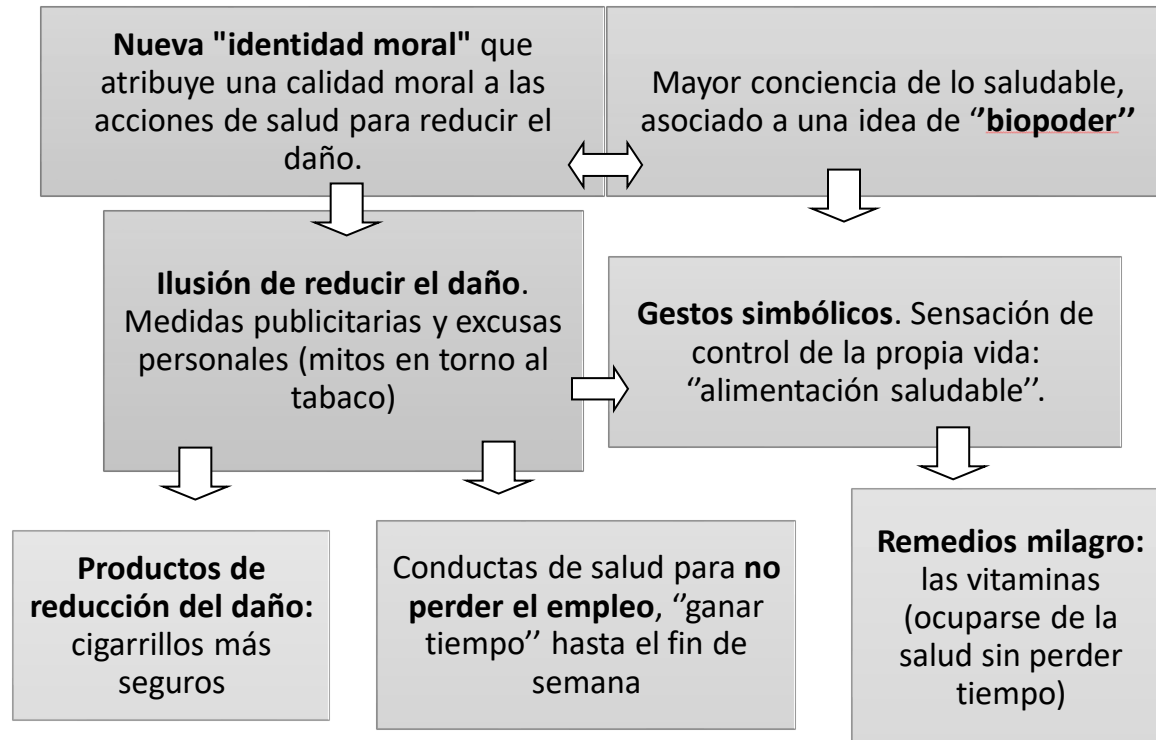 Nueva "identidad moral" que
atribuye una calidad moral a las
acciones de salud para reducir el
daño.
Mayor conciencia de lo saludable,
asociado a una idea de ‘’biopoder’’
Ilusión de reducir el daño.
Medidas publicitarias y excusas
personales (mitos en torno al
tabaco)
Gestos simbólicos. Sensación de
control de la propia vida:
‘’alimentación saludable’’.
Productos de
reducción del daño:
cigarrillos más
seguros
Conductas de salud para no
perder el empleo, ‘’ganar
tiempo’’ hasta el fin de
semana
Remedios milagro:
las vitaminas
(ocuparse de la
salud sin perder
tiempo)